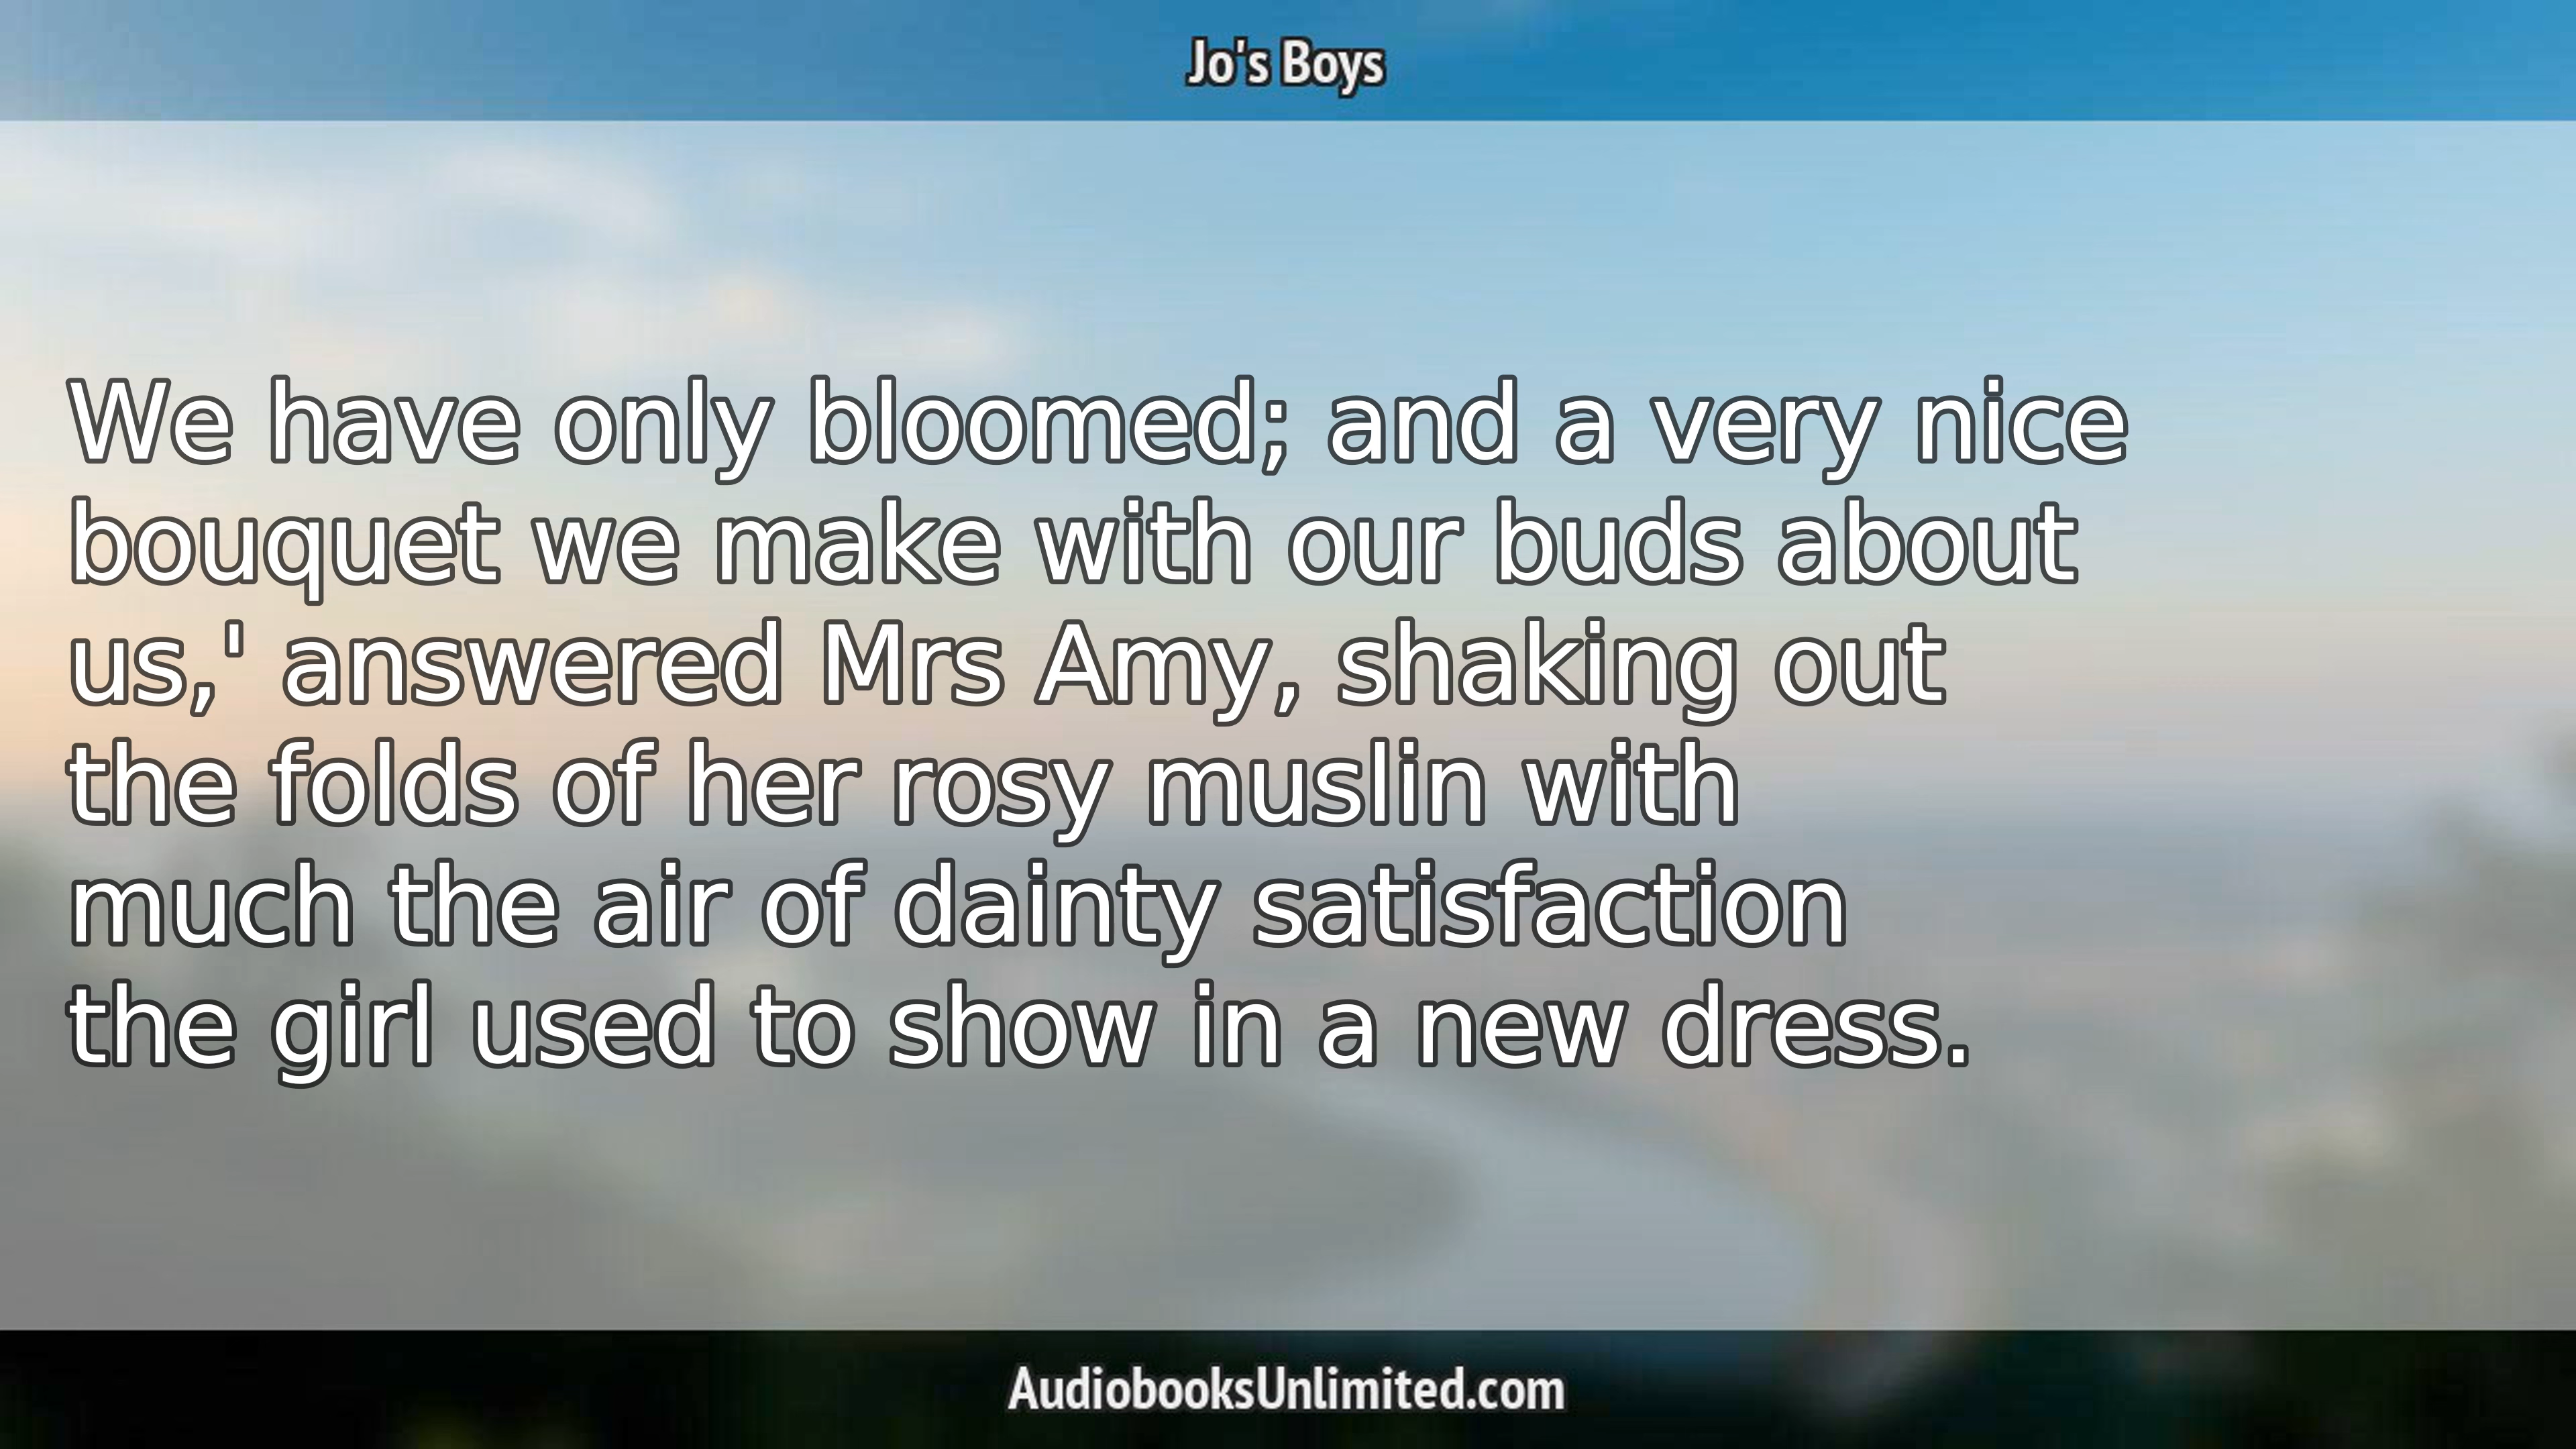 Jo's Boys
We have only bloomed; and a very nice
bouquet we make with our buds about
us,' answered Mrs Amy, shaking out
the folds of her rosy muslin with
much the air of dainty satisfaction
the girl used to show in a new dress.
AudiobooksUnlimited.com